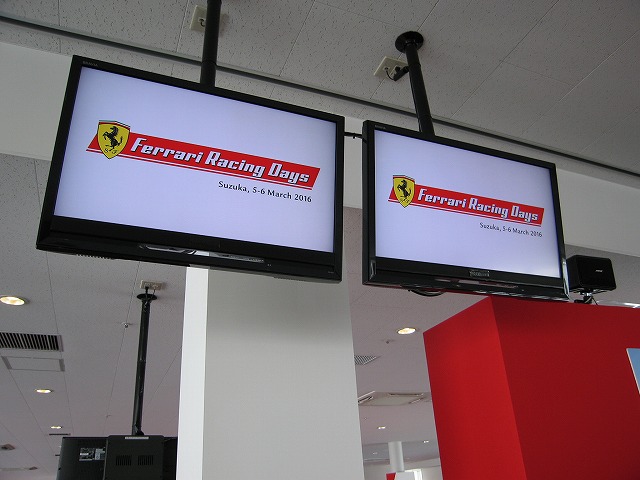 Ferrari Racing Days
Suzuka, 5-6 March 2016
Ferrari Racing Days
Suzuka, 5-6 March 2016